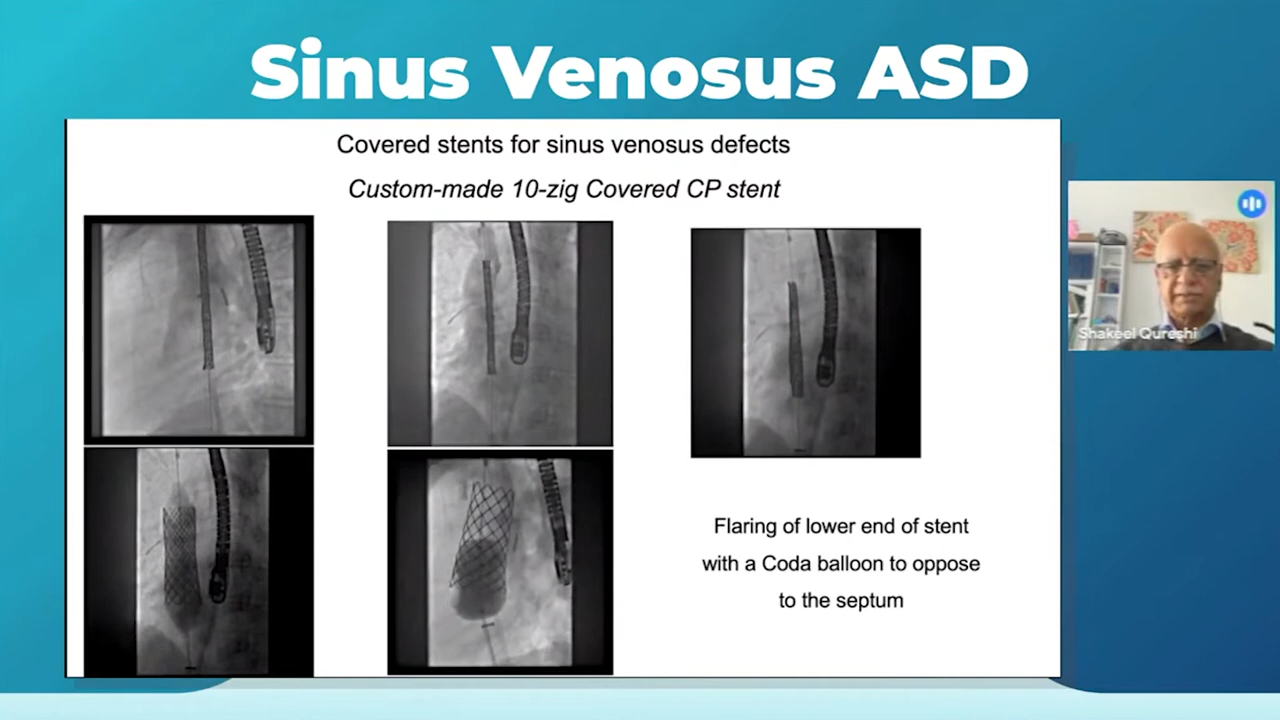 Sinus Venosus ASD
Covered stents for sinus venosus defects
Custom-made 10-zig Covered CP stent
Shakeel Qureshi
Flaring of lower end of stent
with a Coda balloon to oppose
to the septum